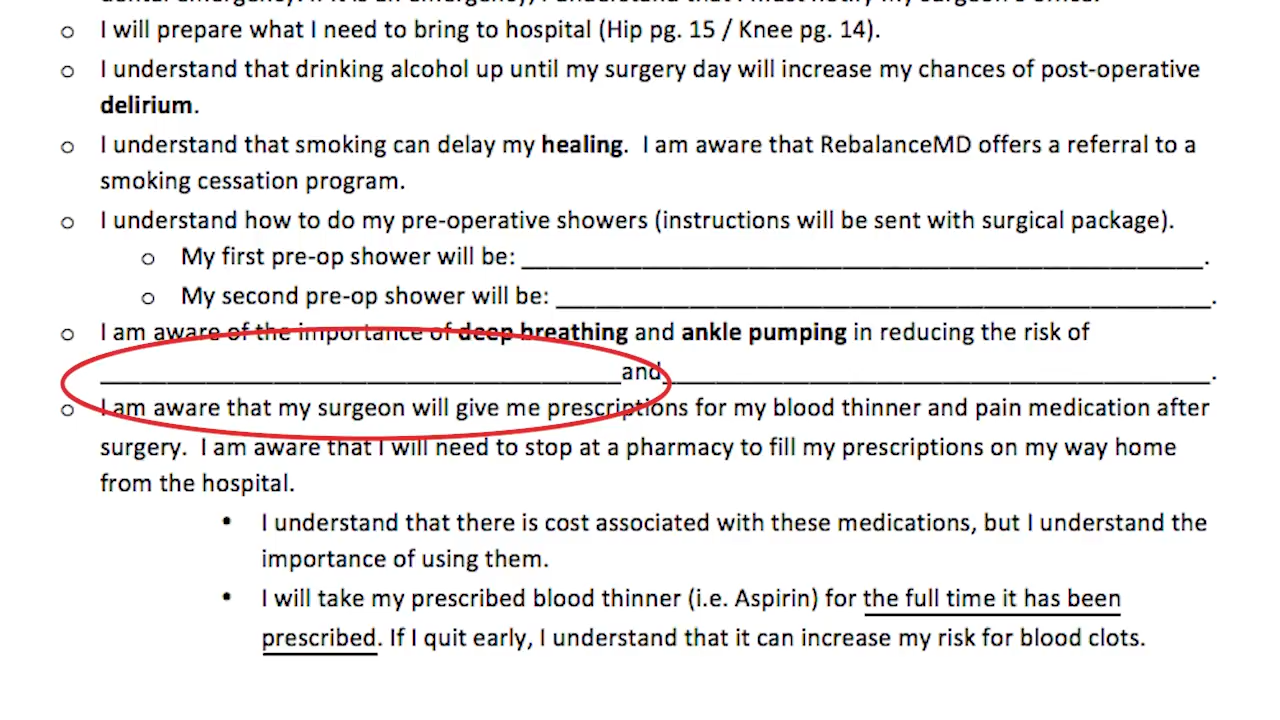 I will prepare what I need to bring to hospital (Hip pg. 15 / Knee pg. 14).
I understand that drinking alcohol up until my surgery day will increase my chances of post-operative
delirium.
I understand that smoking can delay my healing. I am aware that RebalanceMD offers a referral to a
smoking cessation program.
I understand how to do my pre-operative showers (instructions will be sent with surgical package).
My first pre-op shower will be: ______________________________.
My second pre-op shower will be: ______________________________.
I am aware of the importance of deep breathing and ankle pumping in reducing the risk of
______________________________and______________________________.
I am aware that my surgeon will give me prescriptions for my blood thinner and pain medication after
surgery. I am aware that I will need to stop at a pharmacy to fill my prescriptions on my way home
from the hospital.
I understand that there is cost associated with these medications, but I understand the
importance of using them.
I will take my prescribed blood thinner (i.e. Aspirin) for the full time it has been
prescribed. If I quit early, I understand that it can increase my risk for blood clots.